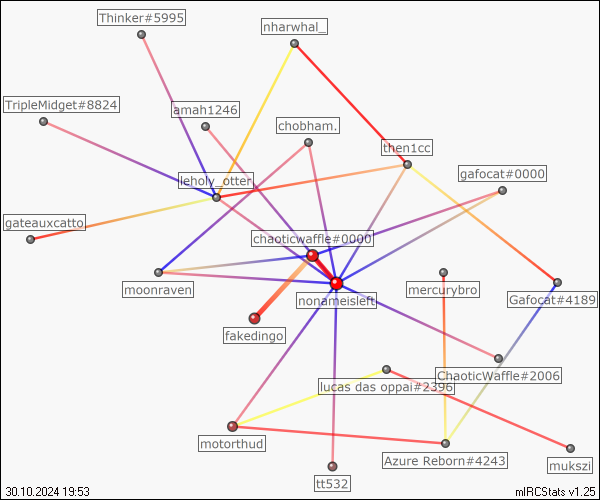 Thinker#5995
nharwhal_
TripleMidget#8824
amah1246
chobham.
then1cc
gafocat#0000
leholy_otter
gateauxcatto
chaoticwaffle#0000
moonraven
nonameisleft
mercurybro
Gafocat#4189
fakedingo
ChaoticWaffle#2006
lucas das oppai#2396
motorthud
Azure Reborn#4243
mukszi
tt532
30.10.2024 19:53
mIRCStats v1.25